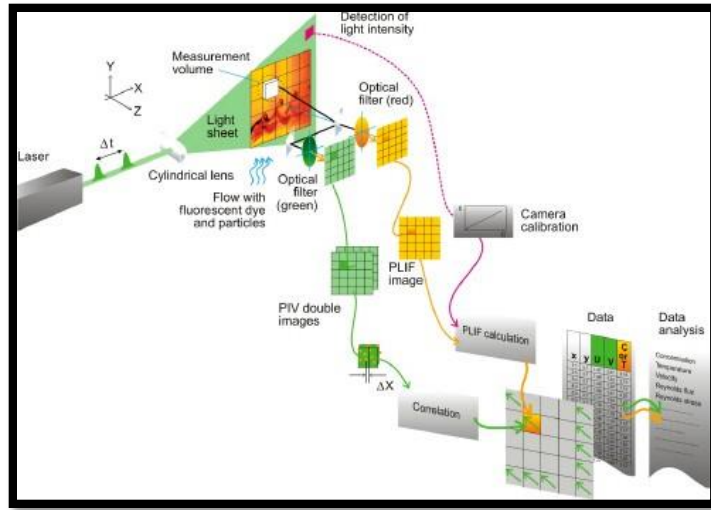 Detection of
light intensity
Measurement
volume
Y
X
Z
Optical
filter (red)
Δt
Light
sheet
Laser
Cylindrical lens
Optical
filter
(green)
Flow with
fluorescent dye
and particles
Camera
calibration
PLIF
image
PIV double
images
PLIF calculation
Data
Data
analysis
x y U V C or T
Concentration
Temperature
Velocity
Reynolds flux
Reynolds stress
ΔX
Correlation